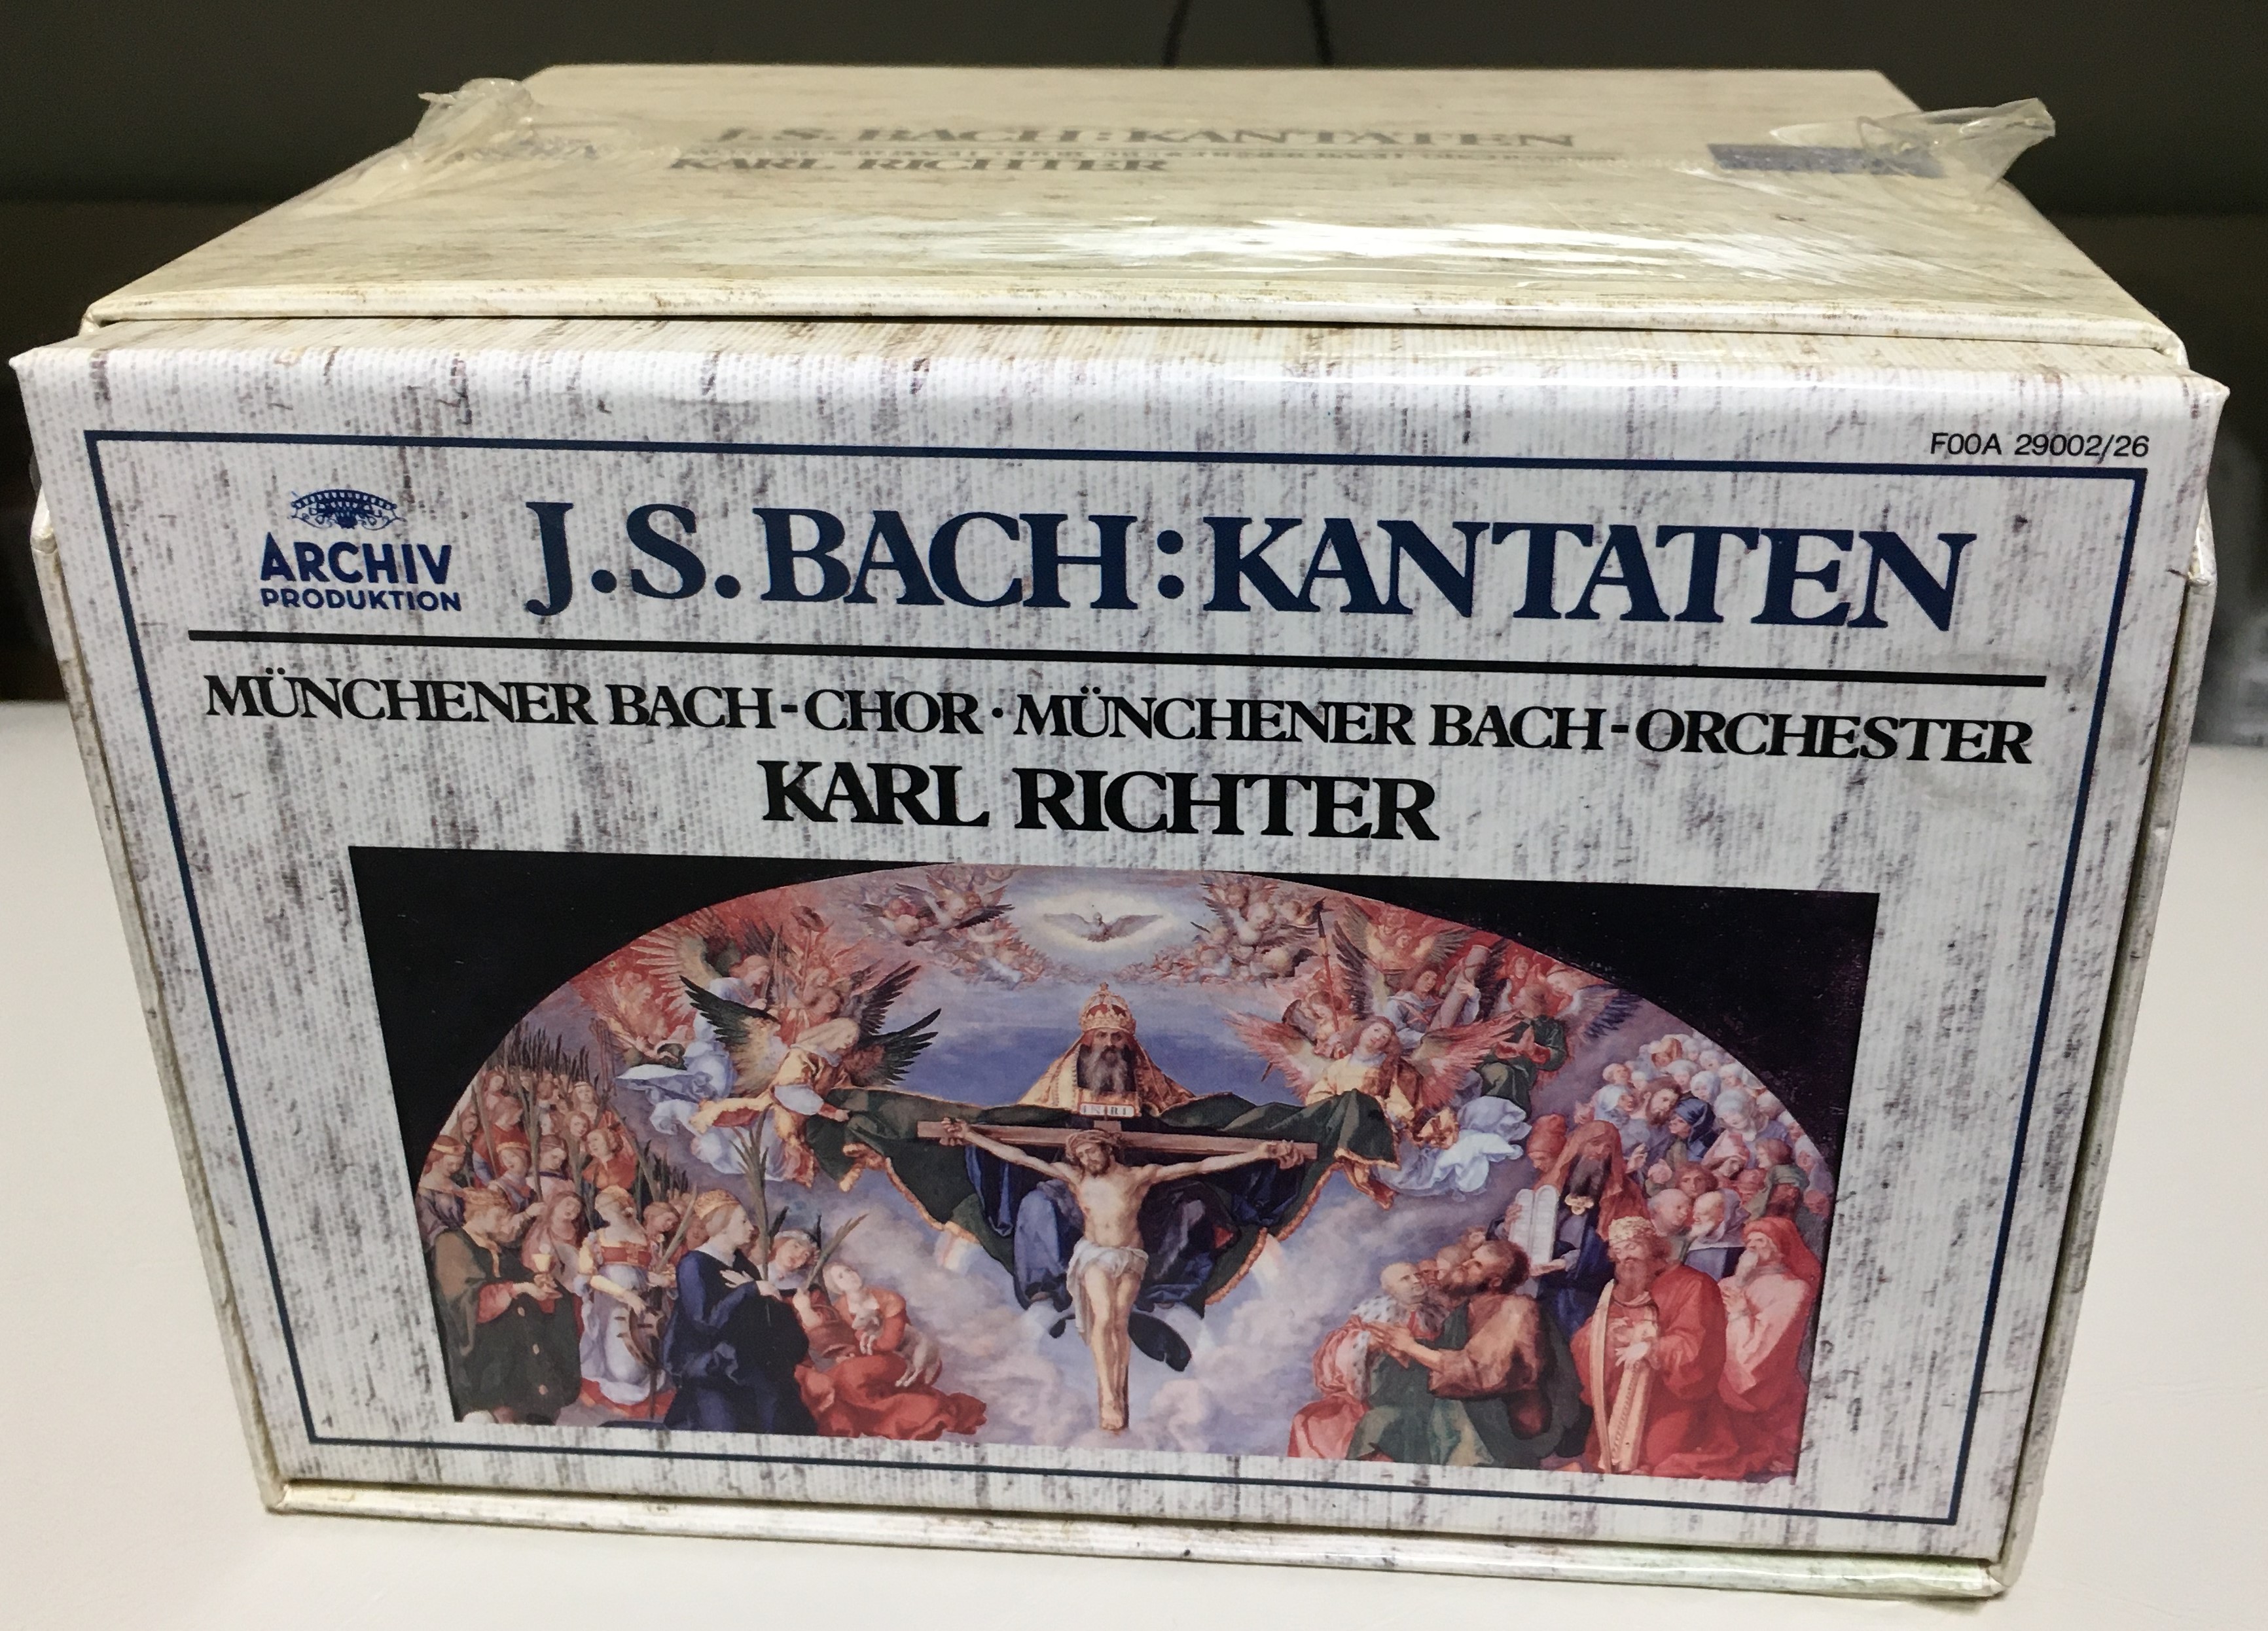 J.S. BACH:KANTATEN
KARL RICHTER
F00A 29002/26
ARCHIV
PRODUKTION
J.S. BACH:KANTATEN
MÜNCHENER BACH-CHOR · MÜNCHENER BACH-ORCHESTER
KARL RICHTER
INRI